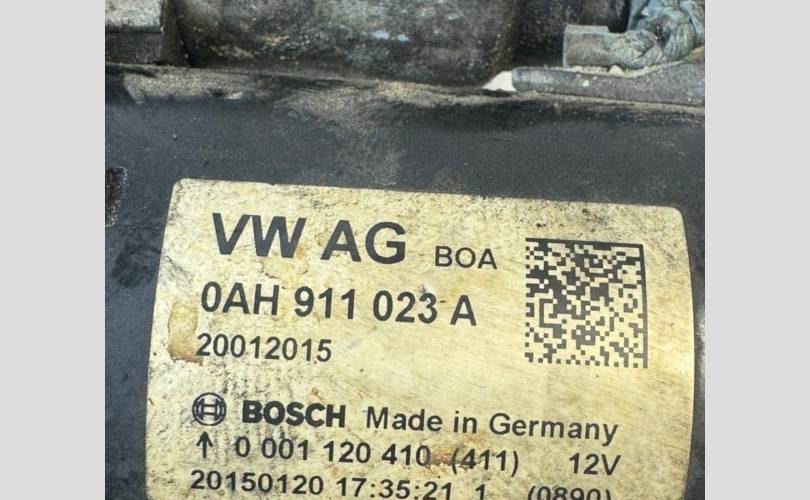 VW AG BOA
0AH 911 023 A
20012015
BOSCH Made in Germany
↑ 0 001 120 410 (411) 12V
20150120 17:35:21 1 (0890)